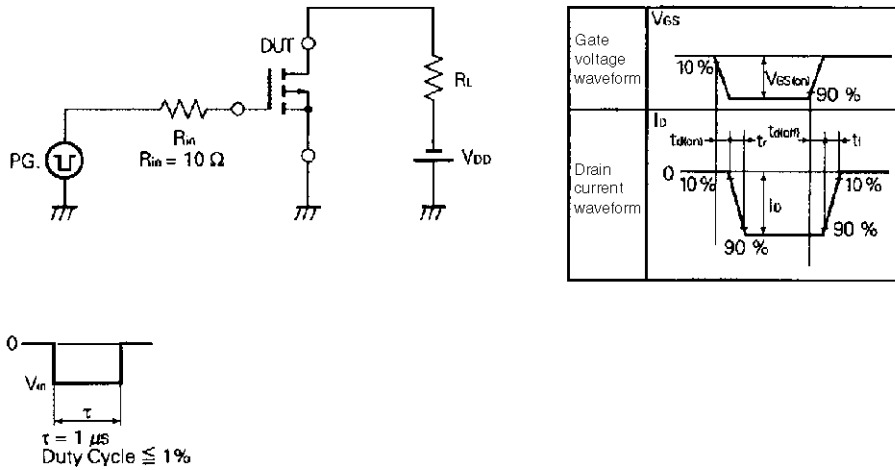 DUT
RL
Rin
Rin = 10 Ω
PG.
VDD
0
Vin
τ
τ = 1 μs
Duty Cycle ≦ 1%
Gate
voltage
waveform
VGS
10 %
VGS(on)
90 %
Drain
current
waveform
ID
td(on)
tr
td(off)
tf
0
10 %
10 %
ID
90 %
90 %